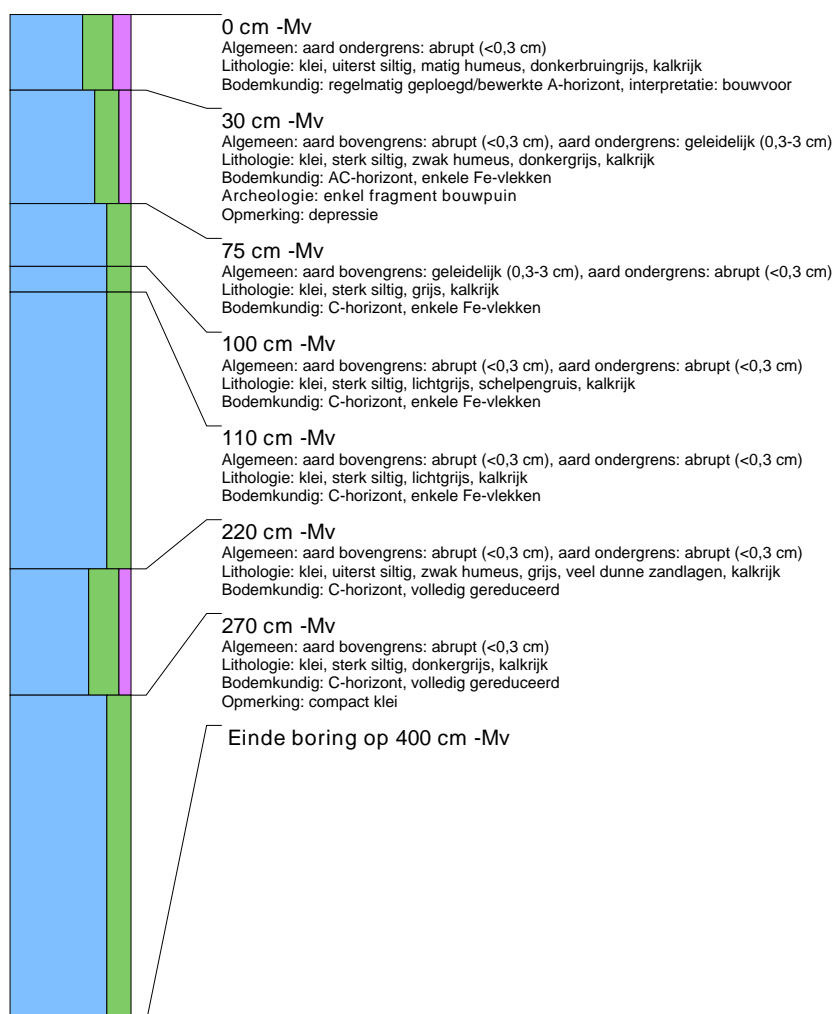 0 cm -Mv
Algemeen: aard ondergrens: abrupt (<0,3 cm)
Lithologie: klei, uiterst siltig, matig humeus, donkerbruingrijs, kalkrijk
Bodemkundig: regelmatig geploegd/bewerkte A-horizont, interpretatie: bouwvoor
30 cm -Mv
Algemeen: aard bovengrens: abrupt (<0,3 cm), aard ondergrens: geleidelijk (0,3-3 cm)
Lithologie: klei, sterk siltig, zwak humeus, donkergrijs, kalkrijk
Bodemkundig: AC-horizont, enkele Fe-vlekken
Archeologie: enkel fragment bouwpuin
Opmerking: depressie
75 cm -Mv
Algemeen: aard bovengrens: geleidelijk (0,3-3 cm), aard ondergrens: abrupt (<0,3 cm)
Lithologie: klei, sterk siltig, grijs, kalkrijk
Bodemkundig: C-horizont, enkele Fe-vlekken
100 cm -Mv
Algemeen: aard bovengrens: abrupt (<0,3 cm), aard ondergrens: abrupt (<0,3 cm)
Lithologie: klei, sterk siltig, lichtgrijs, schelpengruis, kalkrijk
Bodemkundig: C-horizont, enkele Fe-vlekken
110 cm -Mv
Algemeen: aard bovengrens: abrupt (<0,3 cm), aard ondergrens: abrupt (<0,3 cm)
Lithologie: klei, sterk siltig, lichtgrijs, kalkrijk
Bodemkundig: C-horizont, enkele Fe-vlekken
220 cm -Mv
Algemeen: aard bovengrens: abrupt (<0,3 cm), aard ondergrens: abrupt (<0,3 cm)
Lithologie: klei, uiterst siltig, zwak humeus, grijs, veel dunne zandlagen, kalkrijk
Bodemkundig: C-horizont, volledig gereduceerd
270 cm -Mv
Algemeen: aard bovengrens: abrupt (<0,3 cm)
Lithologie: klei, sterk siltig, donkergrijs, kalkrijk
Bodemkundig: C-horizont, volledig gereduceerd
Opmerking: compact klei
Einde boring op 400 cm -Mv